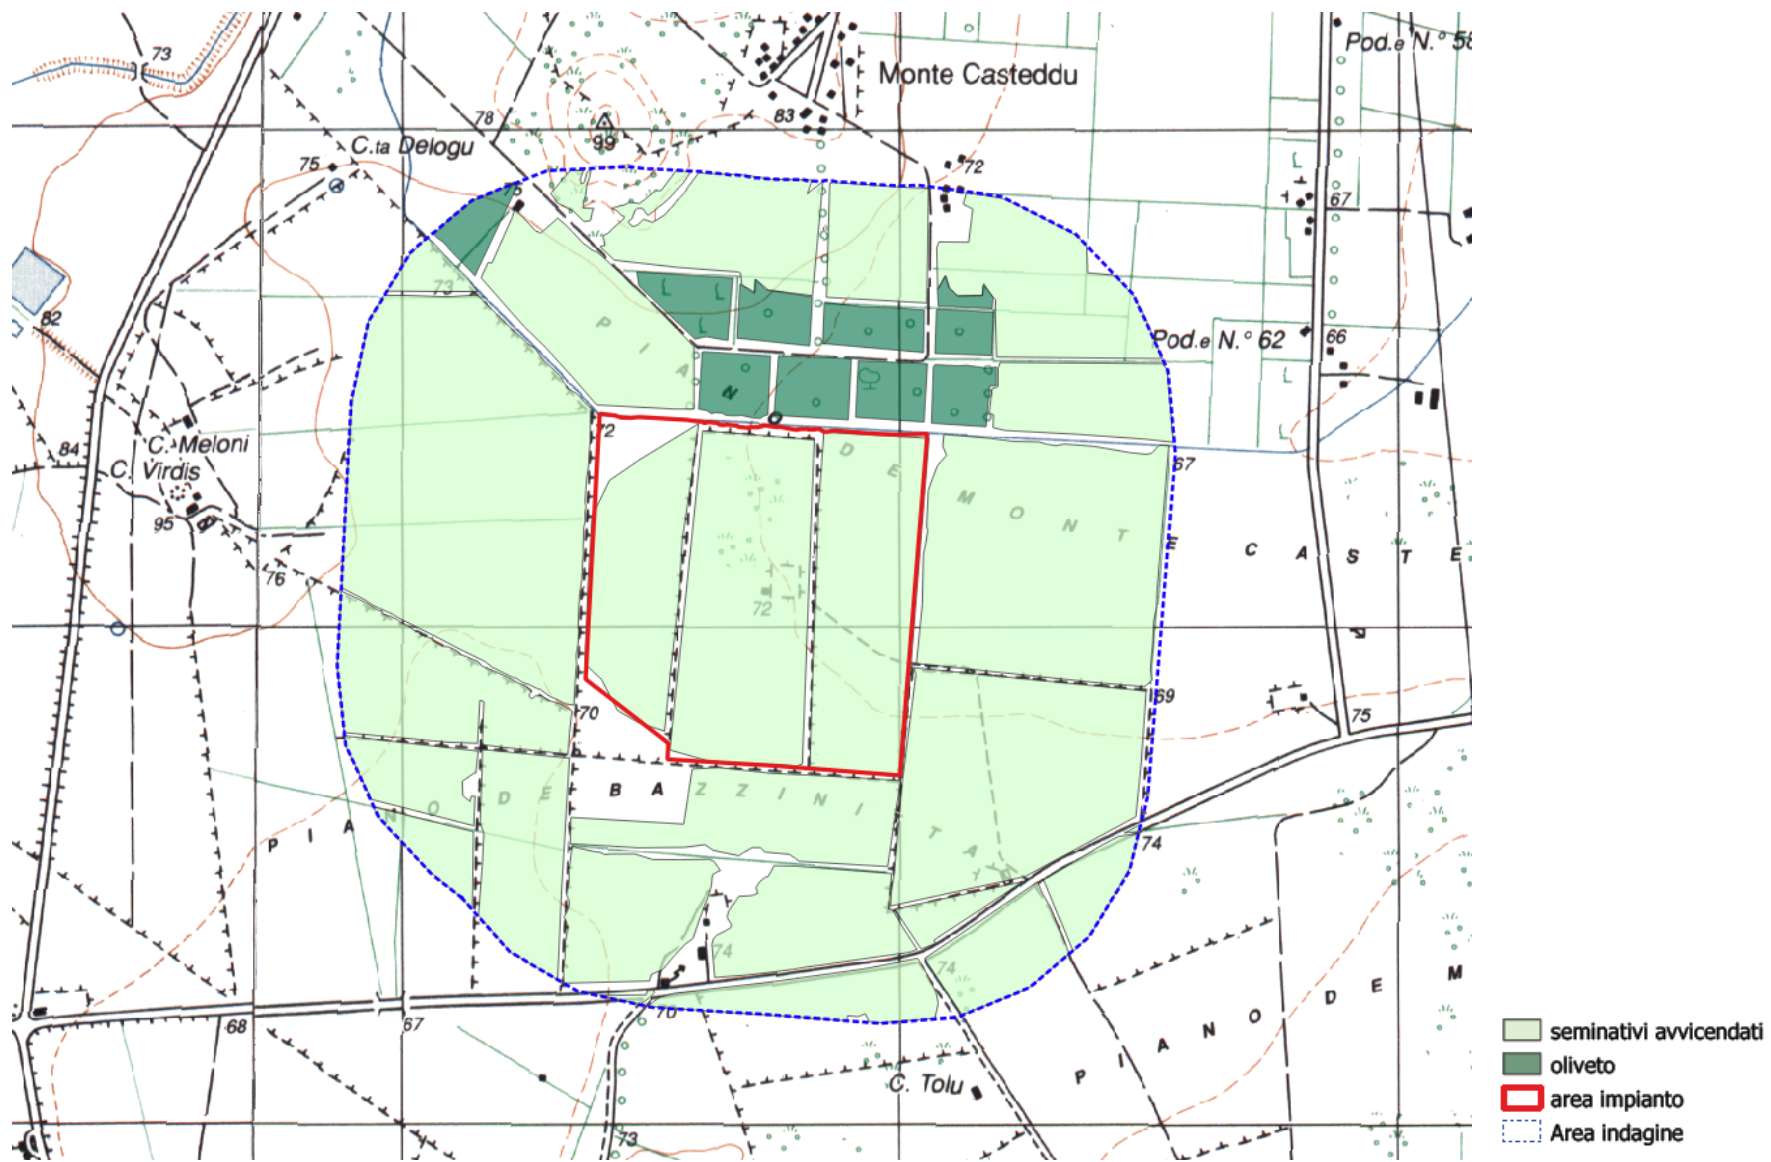 73
Pod.e N.º 58
Monte Casteddu
78
83
99
C.ta Delogu
75
72
75
67
73
82
P I A N O
Pod.e N.º 62
66
72
84
C. Meloni
C. Virdis
95
76
67
D E M O N T E C A S T E
72
70
69
75
P I A N O D E B A Z Z I N I T A
74
74
74
68
67
70
P I A N O D E M
C. Tolu
73
seminativi avvicendati
oliveto
area impianto
Area indagine